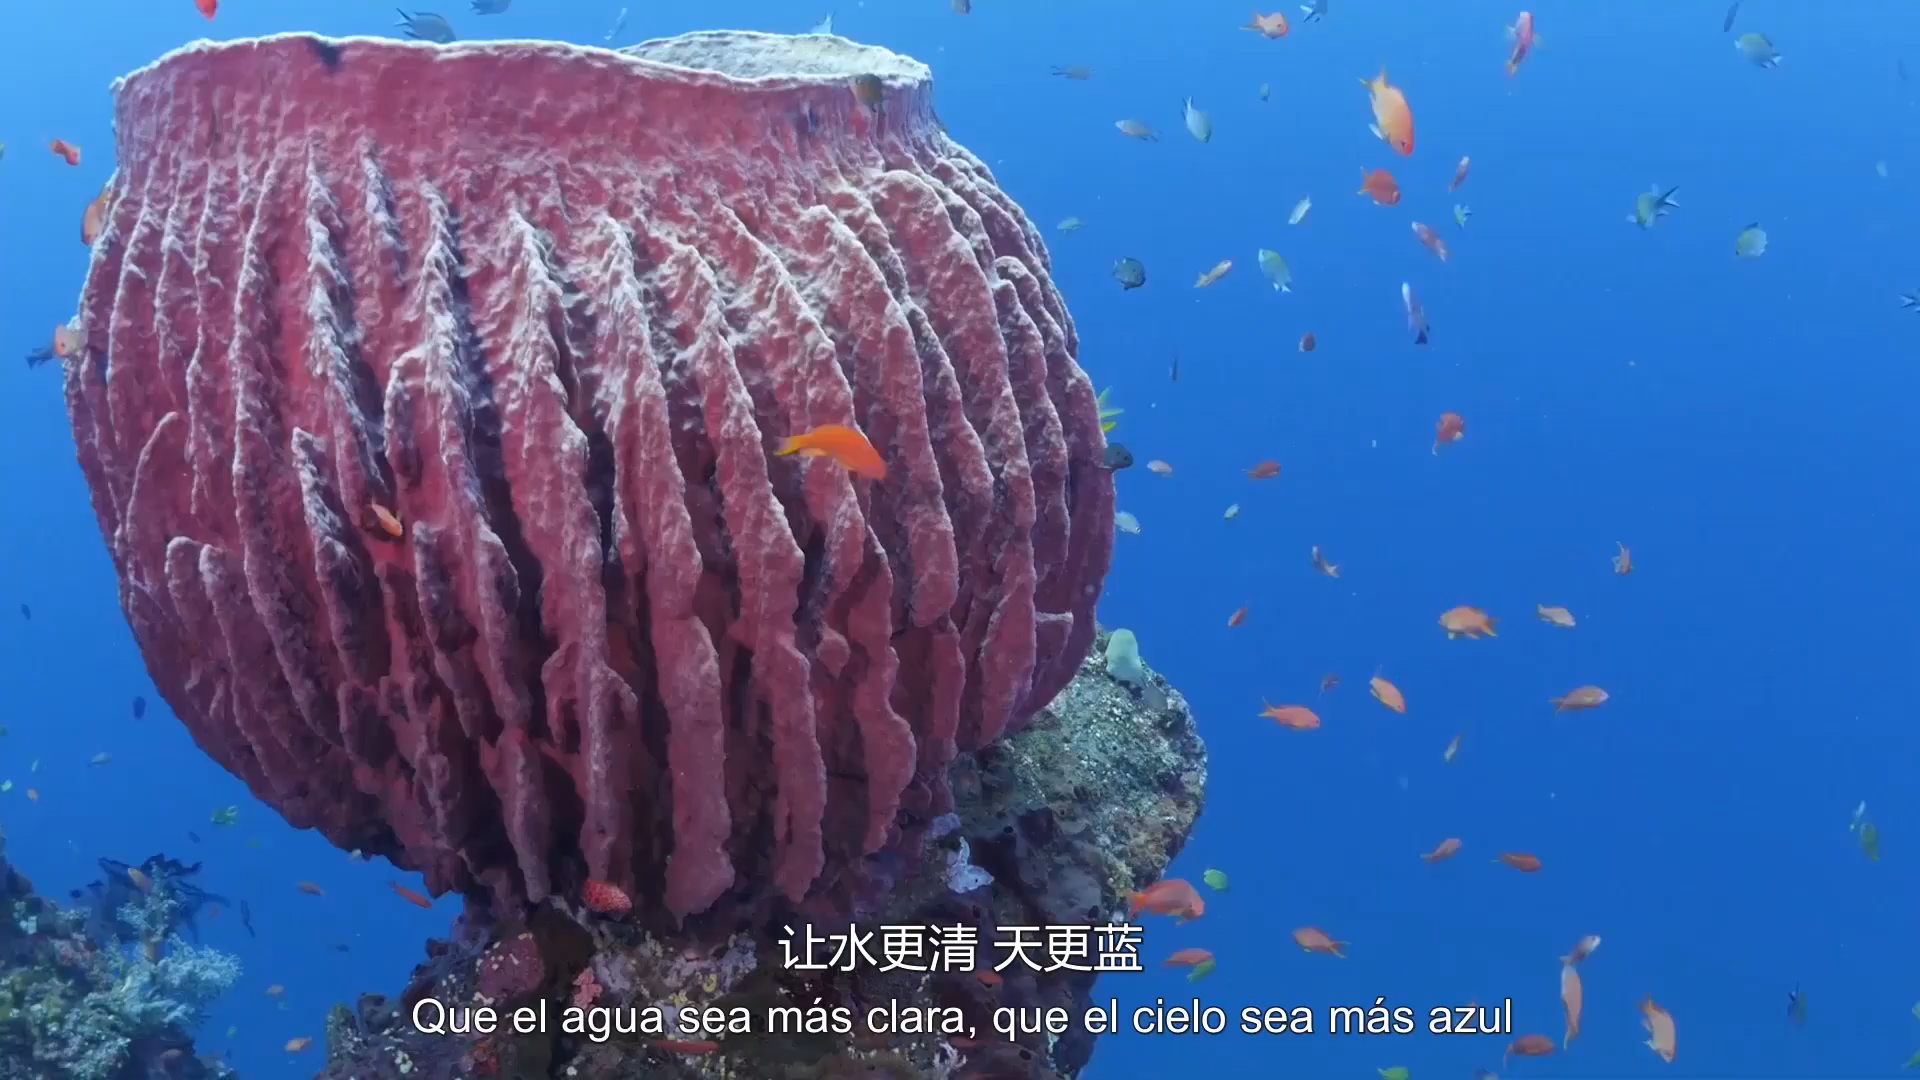 让水更清 天更蓝
Que el agua sea más clara, que el cielo sea más azul